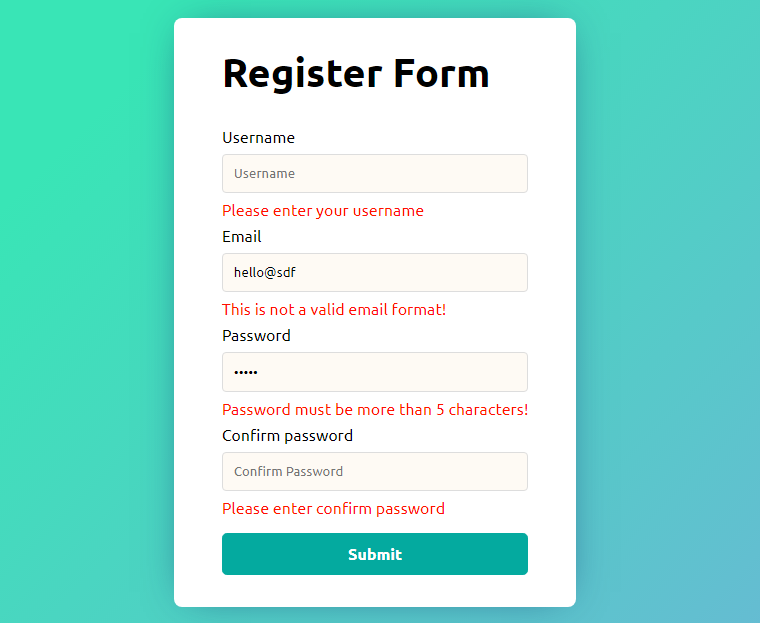 Register Form
Username
Username
Please enter your username
Email
hello@sdf
This is not a valid email format!
Password
•••••
Password must be more than 5 characters!
Confirm password
Confirm Password
Please enter confirm password
Submit